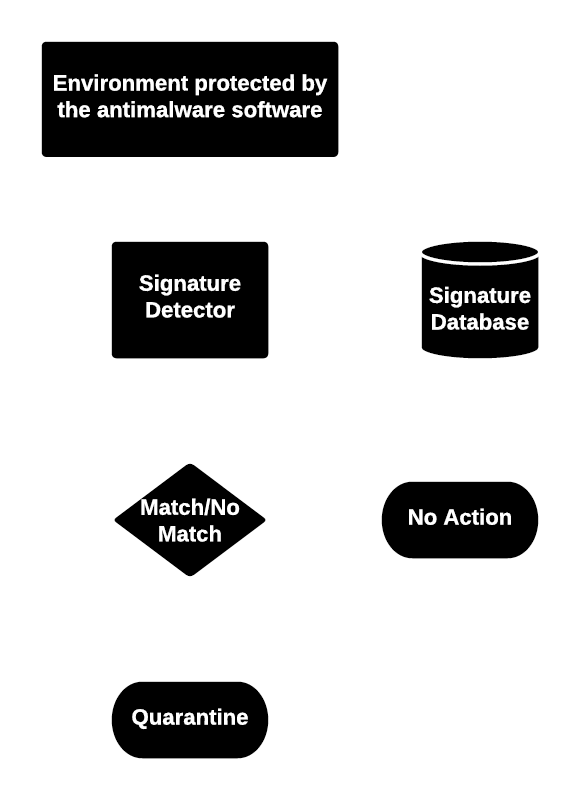 Environment protected by
the antimalware software
Signature
Detector
Signature
Database
Match/No
Match
No Action
Quarantine